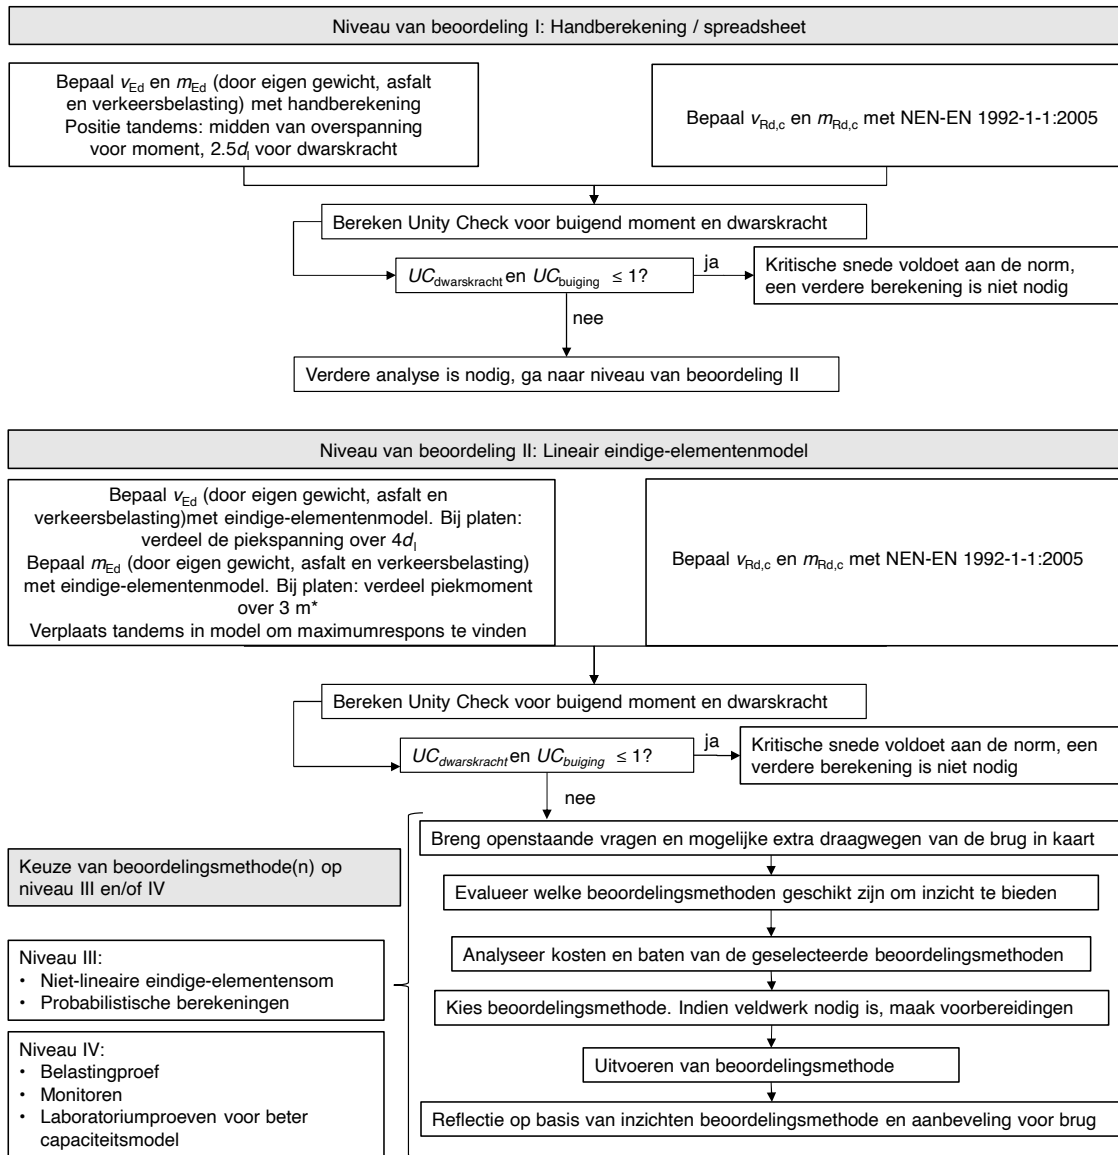 Niveau van beoordeling I: Handberekening / spreadsheet
Bepaal vEd en mEd (door eigen gewicht, asfalt
en verkeersbelasting) met handberekening
Positie tandems: midden van overspanning
voor moment, 2.5dl voor dwarskracht
Bepaal vRd,c en mRd,c met NEN-EN 1992-1-1:2005
Bereken Unity Check voor buigend moment en dwarskracht
UCdwarskracht en UCbuiging ≤ 1?
ja
Kritische snede voldoet aan de norm,
een verdere berekening is niet nodig
nee
Verdere analyse is nodig, ga naar niveau van beoordeling II
Niveau van beoordeling II: Lineair eindige-elementenmodel
Bepaal vEd (door eigen gewicht, asfalt en
verkeersbelasting)met eindige-elementenmodel. Bij platen:
verdeel de piekspanning over 4dl
Bepaal mEd (door eigen gewicht, asfalt en verkeersbelasting)
met eindige-elementenmodel. Bij platen: verdeel piekmoment
over 3 m*
Verplaats tandems in model om maximumrespons te vinden
Bepaal vRd,c en mRd,c met NEN-EN 1992-1-1:2005
Bereken Unity Check voor buigend moment en dwarskracht
UCdwarskracht en UCbuiging ≤ 1?
ja
Kritische snede voldoet aan de norm, een
verdere berekening is niet nodig
nee
Breng openstaande vragen en mogelijke extra draagwegen van de brug in kaart
Keuze van beoordelingsmethode(n) op
niveau III en/of IV
Evalueer welke beoordelingsmethoden geschikt zijn om inzicht te bieden
Analyseer kosten en baten van de geselecteerde beoordelingsmethoden
Niveau III:
• Niet-lineaire eindige-elementensom
• Probabilistische berekeningen
Kies beoordelingsmethode. Indien veldwerk nodig is, maak voorbereidingen
Niveau IV:
• Belastingproef
• Monitoren
• Laboratoriumproeven voor beter
capaciteitsmodel
Uitvoeren van beoordelingsmethode
Reflectie op basis van inzichten beoordelingsmethode en aanbeveling voor brug